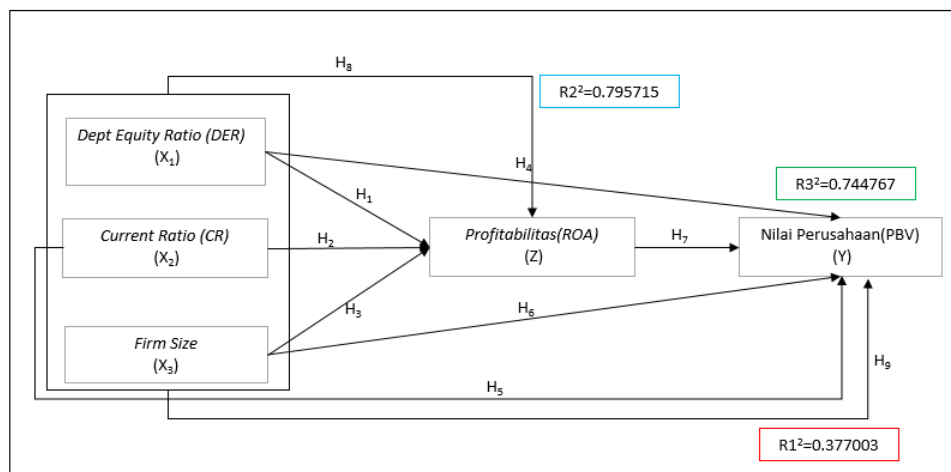 H₈
R2²=0.795715
Dept Equity Ratio (DER)
(X₁)
H₄
R3²=0.744767
H₁
Current Ratio (CR)
(X₂)
H₂
Profitabilitas(ROA)
(Z)
H₇
Nilai Perusahaan(PBV)
(Y)
H₃
H₆
Firm Size
(X₃)
H₅
H₉
R1²=0.377003